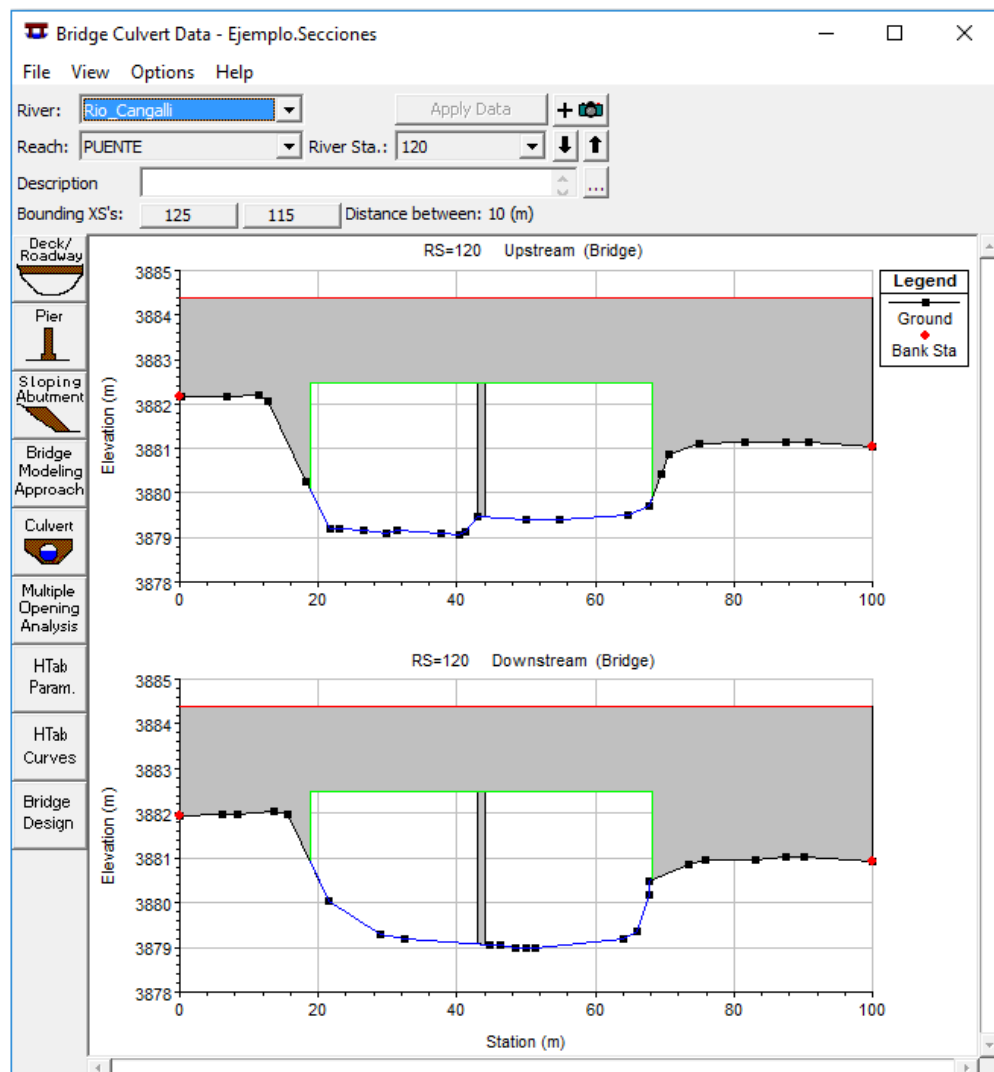 Bridge Culvert Data - Ejemplo.Secciones
File View Options Help
River: Rio_Cangalli Apply Data
Reach: PUENTE River Sta.: 120
Description ...
Bounding XS's: 125 115 Distance between: 10 (m)
Deck/
Roadway
Pier
Sloping
Abutment
Bridge
Modeling
Approach
Culvert
Multiple
Opening
Analysis
HTab
Param.
HTab
Curves
Bridge
Design
RS=120 Upstream (Bridge)
3885
3884
3883
3882
3881
3880
3879
3878
Elevation (m)
0 20 40 60 80 100
Legend
Ground
Bank Sta
RS=120 Downstream (Bridge)
3885
3884
3883
3882
3881
3880
3879
3878
Elevation (m)
0 20 40 60 80 100
Station (m)